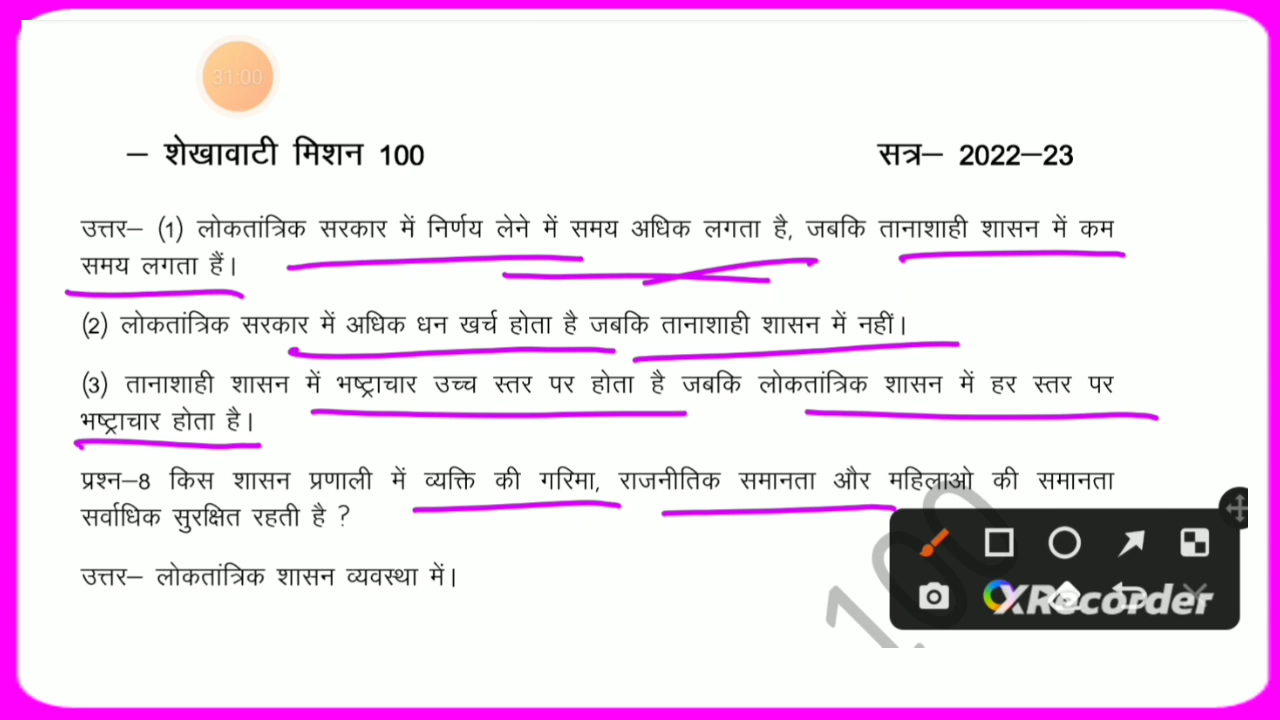 31:00
– शेखावाटी मिशन 100 सत्र– 2022–23
उत्तर– (1) लोकतांत्रिक सरकार में निर्णय लेने में समय अधिक लगता है, जबकि तानाशाही शासन में कम
समय लगता हैं।
(2) लोकतांत्रिक सरकार में अधिक धन खर्च होता है जबकि तानाशाही शासन में नहीं।
(3) तानाशाही शासन में भष्ट्राचार उच्च स्तर पर होता है जबकि लोकतांत्रिक शासन में हर स्तर पर
भष्ट्राचार होता है।
प्रश्न–8 किस शासन प्रणाली में व्यक्ति की गरिमा, राजनीतिक समानता और महिलाओ की समानता
सर्वाधिक सुरक्षित रहती है ?
उत्तर– लोकतांत्रिक शासन व्यवस्था में।
100
XRecorder